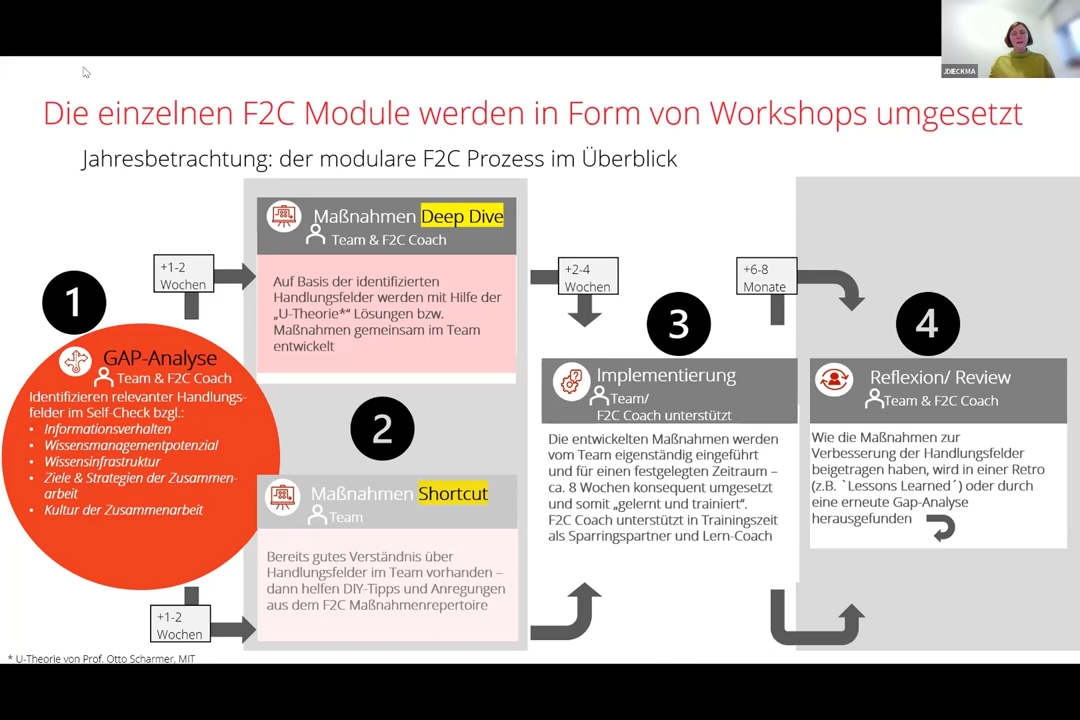 JDIECKMA
Die einzelnen F2C Module werden in Form von Workshops umgesetzt
Jahresbetrachtung: der modulare F2C Prozess im Überblick
1
GAP-Analyse
Team & F2C Coach
Identifizieren relevanter Handlungs-
felder im Self-Check bzgl.:
• Informationsverhalten
• Wissensmanagementpotenzial
• Wissensinfrastruktur
• Ziele & Strategien der Zusammen-
arbeit
• Kultur der Zusammenarbeit
+1-2
Wochen
+1-2
Wochen
Maßnahmen Deep Dive
Team & F2C Coach
Auf Basis der identifizierten
Handlungsfelder werden mit Hilfe der
„U-Theorie*“ Lösungen bzw.
Maßnahmen gemeinsam im Team
entwickelt
2
Maßnahmen Shortcut
Team
Bereits gutes Verständnis über
Handlungsfelder im Team vorhanden –
dann helfen DIY-Tipps und Anregungen
aus dem F2C Maßnahmenrepertoire
+2-4
Wochen
3
Implementierung
Team/
F2C Coach unterstützt
Die entwickelten Maßnahmen werden
vom Team eigenständig eingeführt
und für einen festgelegten Zeitraum –
ca. 8 Wochen konsequent umgesetzt
und somit „gelernt und trainiert“.
F2C Coach unterstützt in Trainingszeit
als Sparringspartner und Lern-Coach
+6-8
Monate
4
Reflexion/ Review
Team & F2C Coach
Wie die Maßnahmen zur
Verbesserung der Handlungsfelder
beigetragen haben, wird in einer Retro
(z.B. `Lessons Learned´) oder durch
eine erneute Gap-Analyse
herausgefunden
* U-Theorie von Prof. Otto Scharmer, MIT